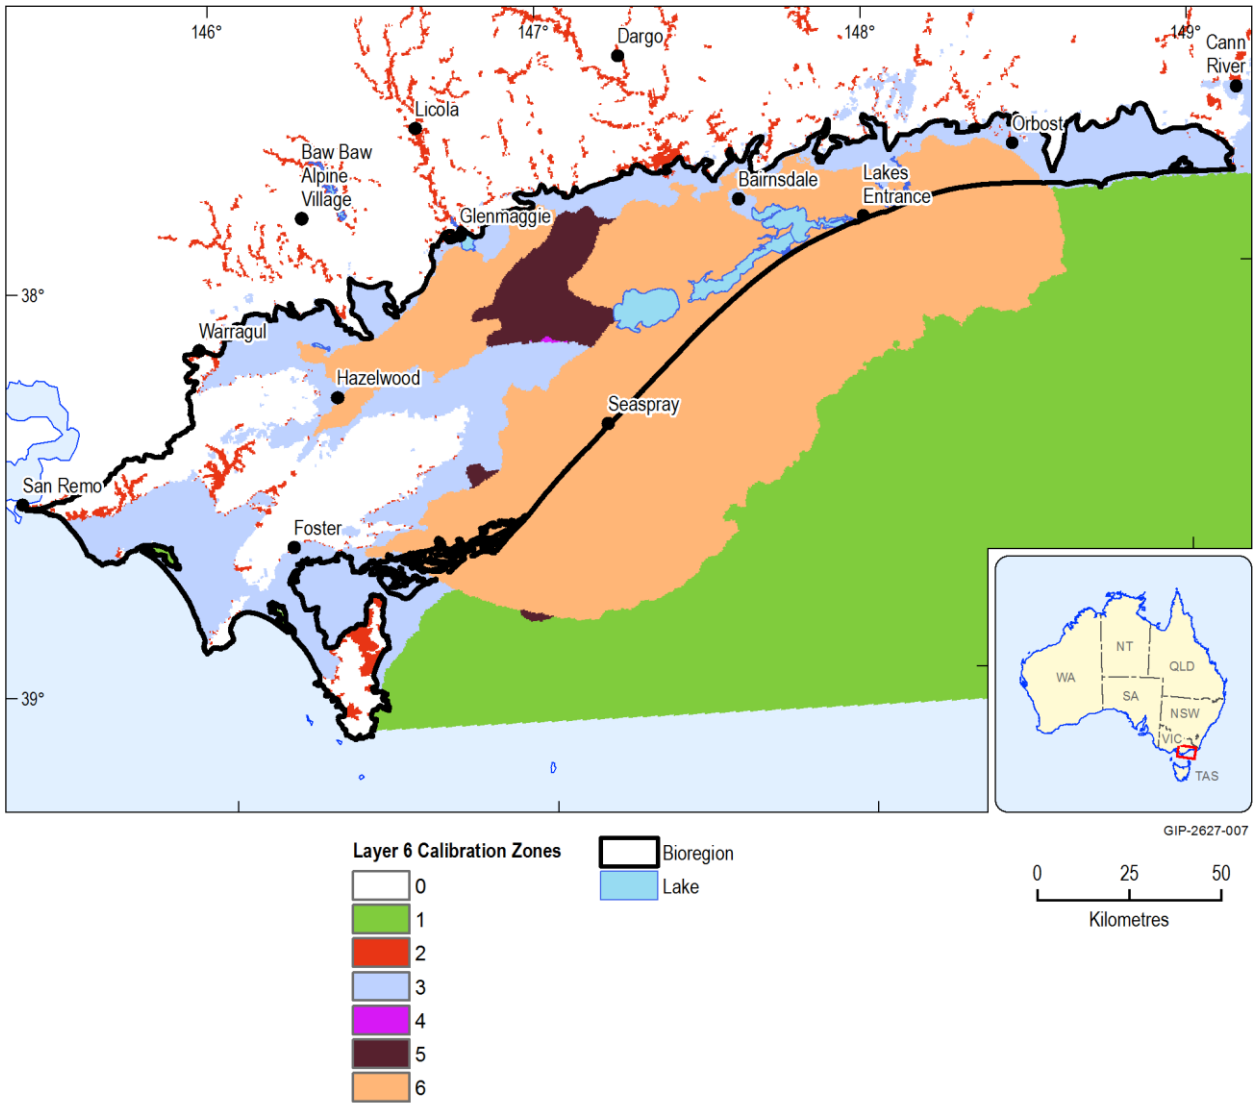 146°
147°
148°
149°
Dargo
Cann
River
Licola
Orbost
Baw Baw
Alpine
Village
Bairnsdale
Lakes
Entrance
Glenmaggie
38°
38°
Warragul
Hazelwood
Seaspray
San Remo
Foster
39°
39°
NT
QLD
WA
SA
NSW
VIC
TAS
GIP-2627-007
Layer 6 Calibration Zones
0
1
2
3
4
5
6
Bioregion
Lake
0 25 50
Kilometres